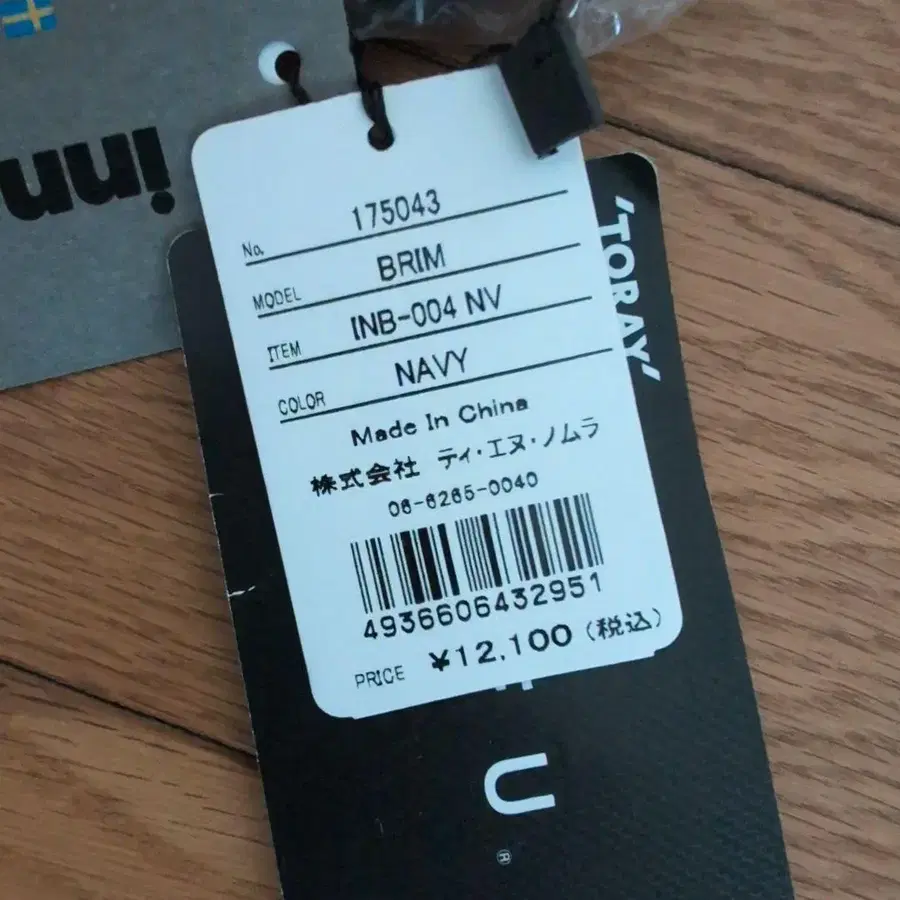 inn
"TORAY"
No. 175043
MODEL BRIM
ITEM INB-004 NV
COLOR NAVY
Made In China
株式会社 ティ・エヌ・ノムラ
06-6265-0040
4936606432951
PRICE ¥12,100 (税込)
U
®